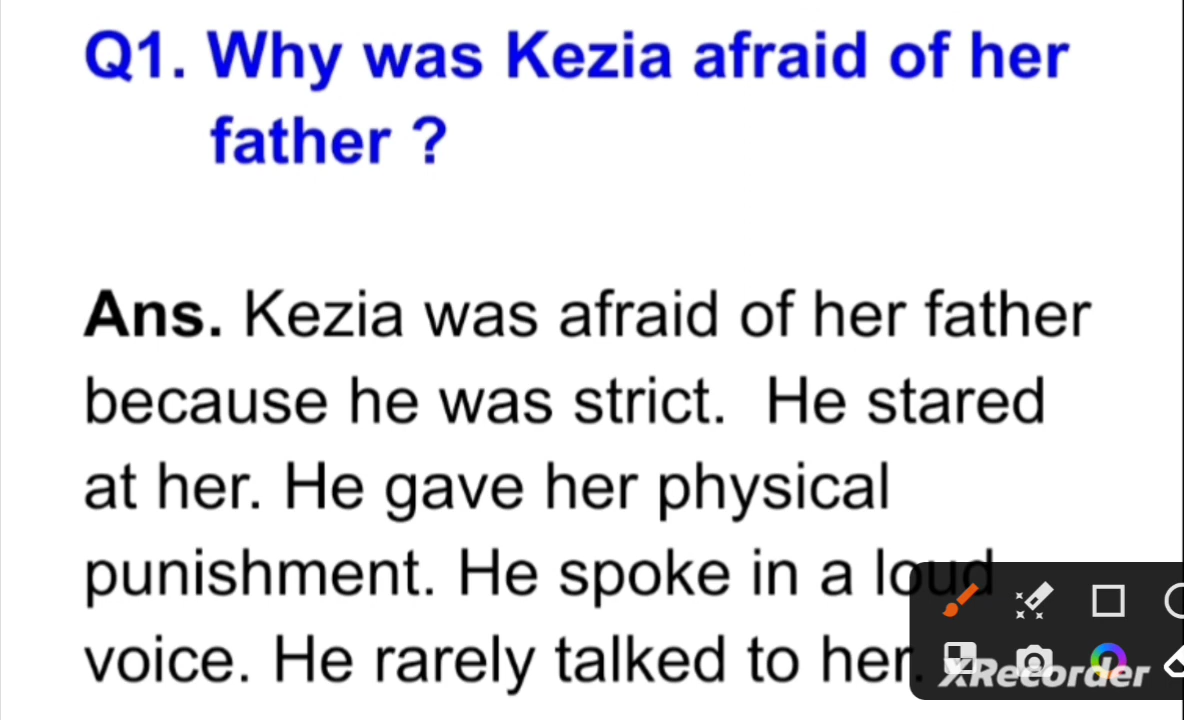 Q1. Why was Kezia afraid of her
father ?
Ans. Kezia was afraid of her father
because he was strict.  He stared
at her. He gave her physical
punishment. He spoke in a loud
voice. He rarely talked to her.
XRecorder